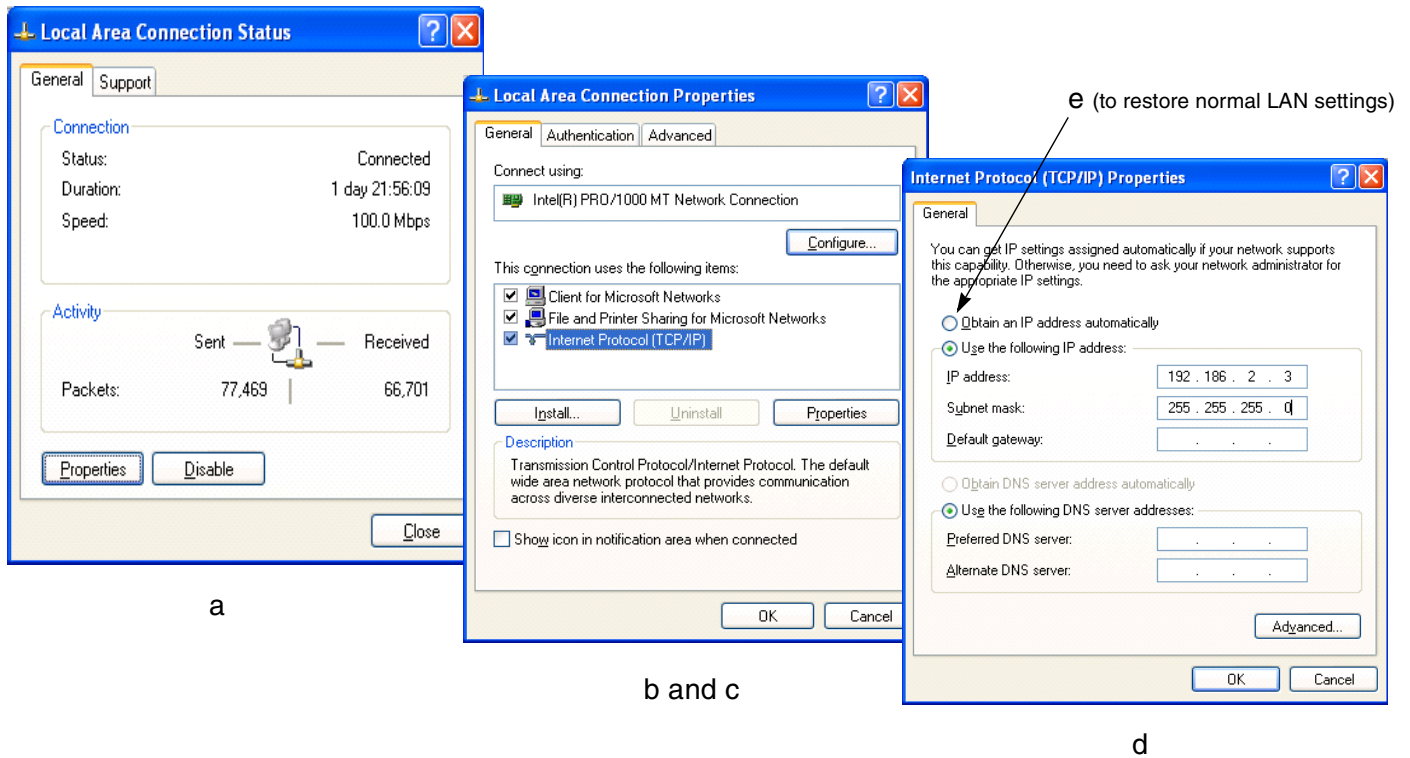 Local Area Connection Status
General Support
Connection
Status: Connected
Duration: 1 day 21:56:09
Speed: 100.0 Mbps
Activity
Sent Received
Packets: 77,469 66,701
Properties Disable
Close
a
Local Area Connection Properties
General Authentication Advanced
Connect using:
Intel(R) PRO/1000 MT Network Connection
Configure...
This connection uses the following items:
Client for Microsoft Networks
File and Printer Sharing for Microsoft Networks
Internet Protocol (TCP/IP)
Install... Uninstall Properties
Description
Transmission Control Protocol/Internet Protocol. The default
wide area network protocol that provides communication
across diverse interconnected networks.
Show icon in notification area when connected
OK Cancel
b and c
e (to restore normal LAN settings)
Internet Protocol (TCP/IP) Properties
General
You can get IP settings assigned automatically if your network supports
this capability. Otherwise, you need to ask your network administrator for
the appropriate IP settings.
Obtain an IP address automatically
Use the following IP address:
IP address: 192 . 186 . 2 . 3
Subnet mask: 255 . 255 . 255 . 0
Default gateway: . . .
Obtain DNS server address automatically
Use the following DNS server addresses:
Preferred DNS server: . . .
Alternate DNS server: . . .
Advanced...
OK Cancel
d